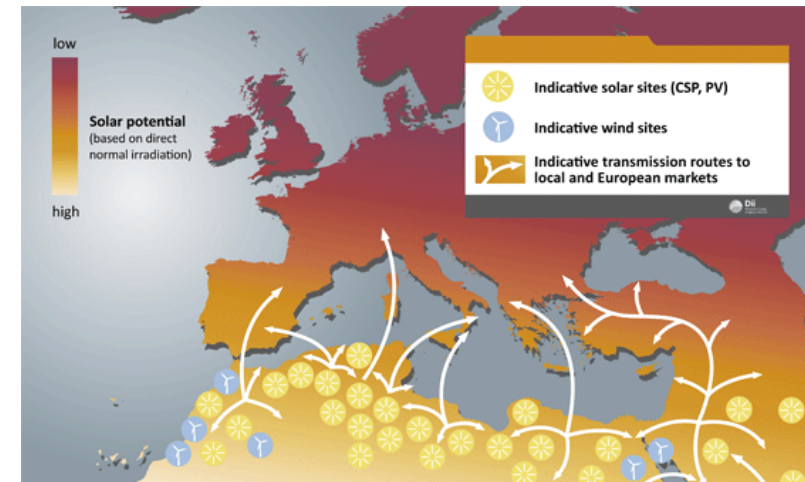 low
Solar potential
(based on direct
normal irradiation)
high
Indicative solar sites (CSP, PV)
Indicative wind sites
Indicative transmission routes to
local and European markets
Dii